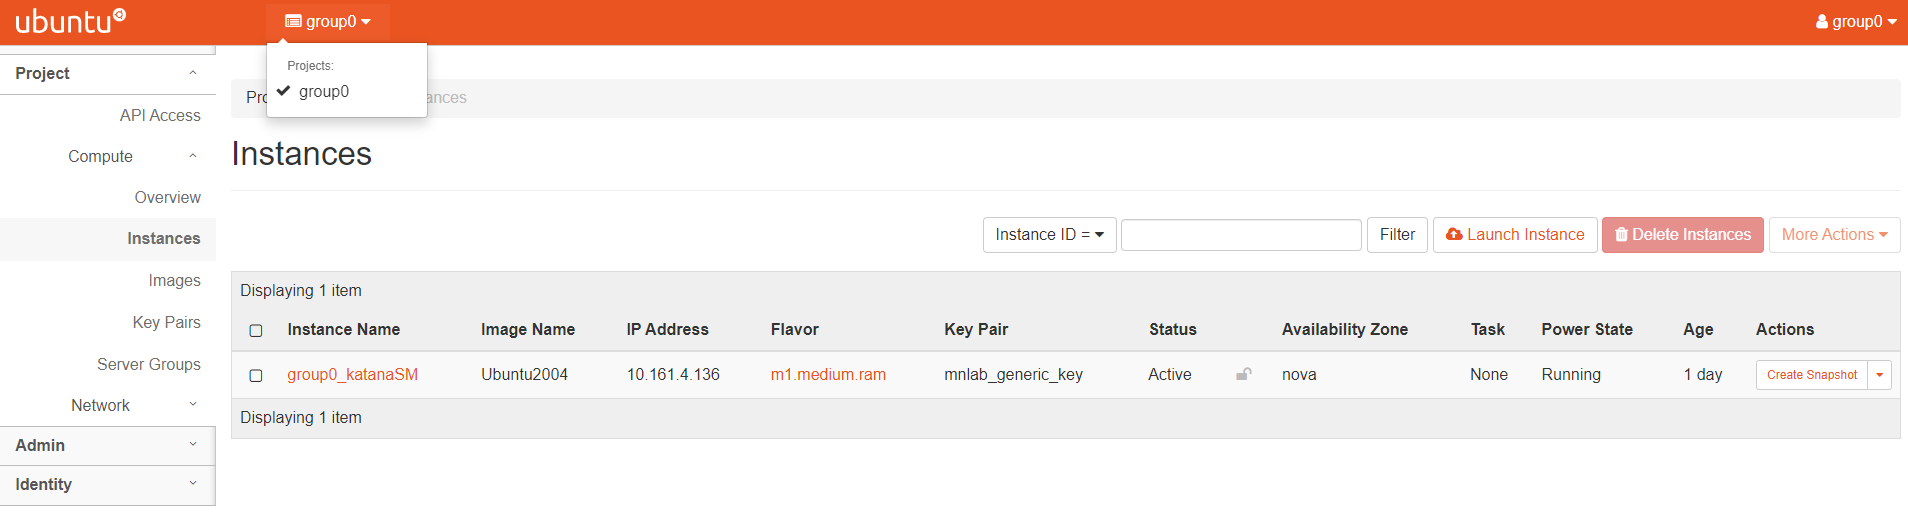 ubuntu
group0
group0
Projects:
group0
Project
API Access
Compute
Overview
Instances
Images
Key Pairs
Server Groups
Network
Admin
Identity
Instances
Instance ID =
Filter
Launch Instance
Delete Instances
More Actions
Displaying 1 item
Instance Name Image Name IP Address Flavor Key Pair Status Availability Zone Task Power State Age Actions
group0_katanaSM Ubuntu2004 10.161.4.136 m1.medium.ram mnlab_generic_key Active nova None Running 1 day Create Snapshot
Displaying 1 item